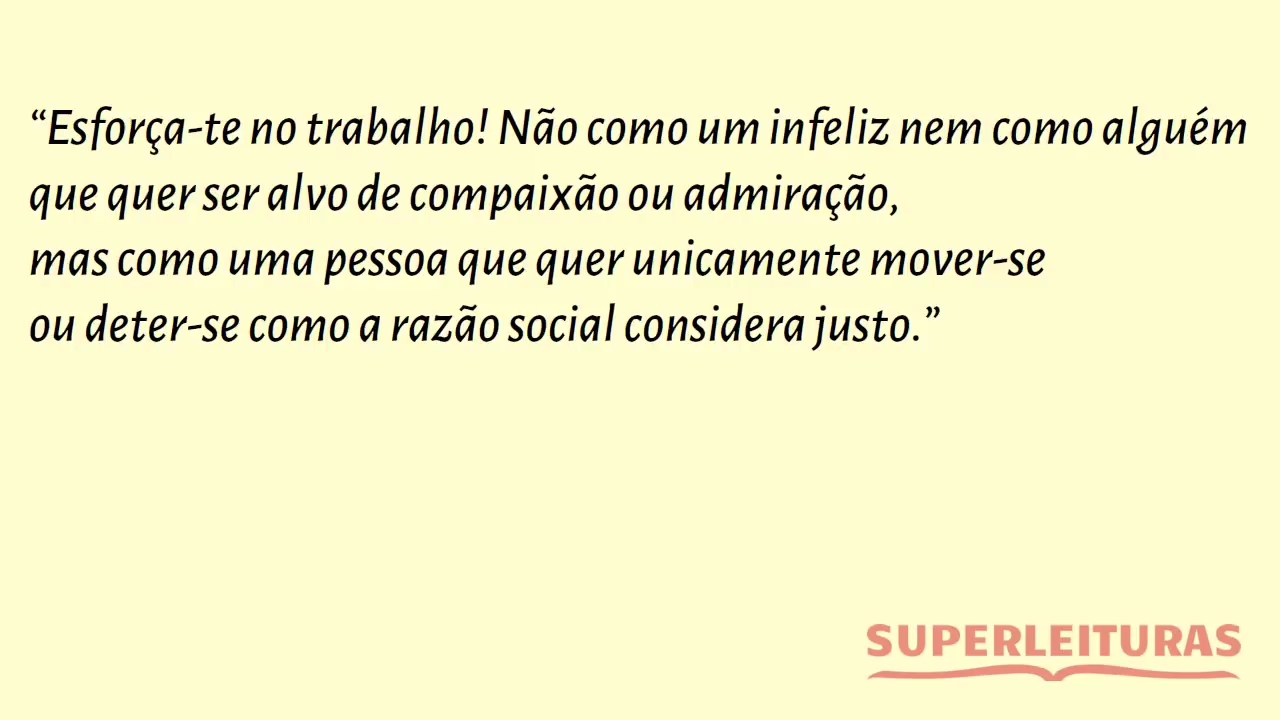 “Esforça-te no trabalho! Não como um infeliz nem como alguém
que quer ser alvo de compaixão ou admiração,
mas como uma pessoa que quer unicamente mover-se
ou deter-se como a razão social considera justo.”
SUPERLEITURAS